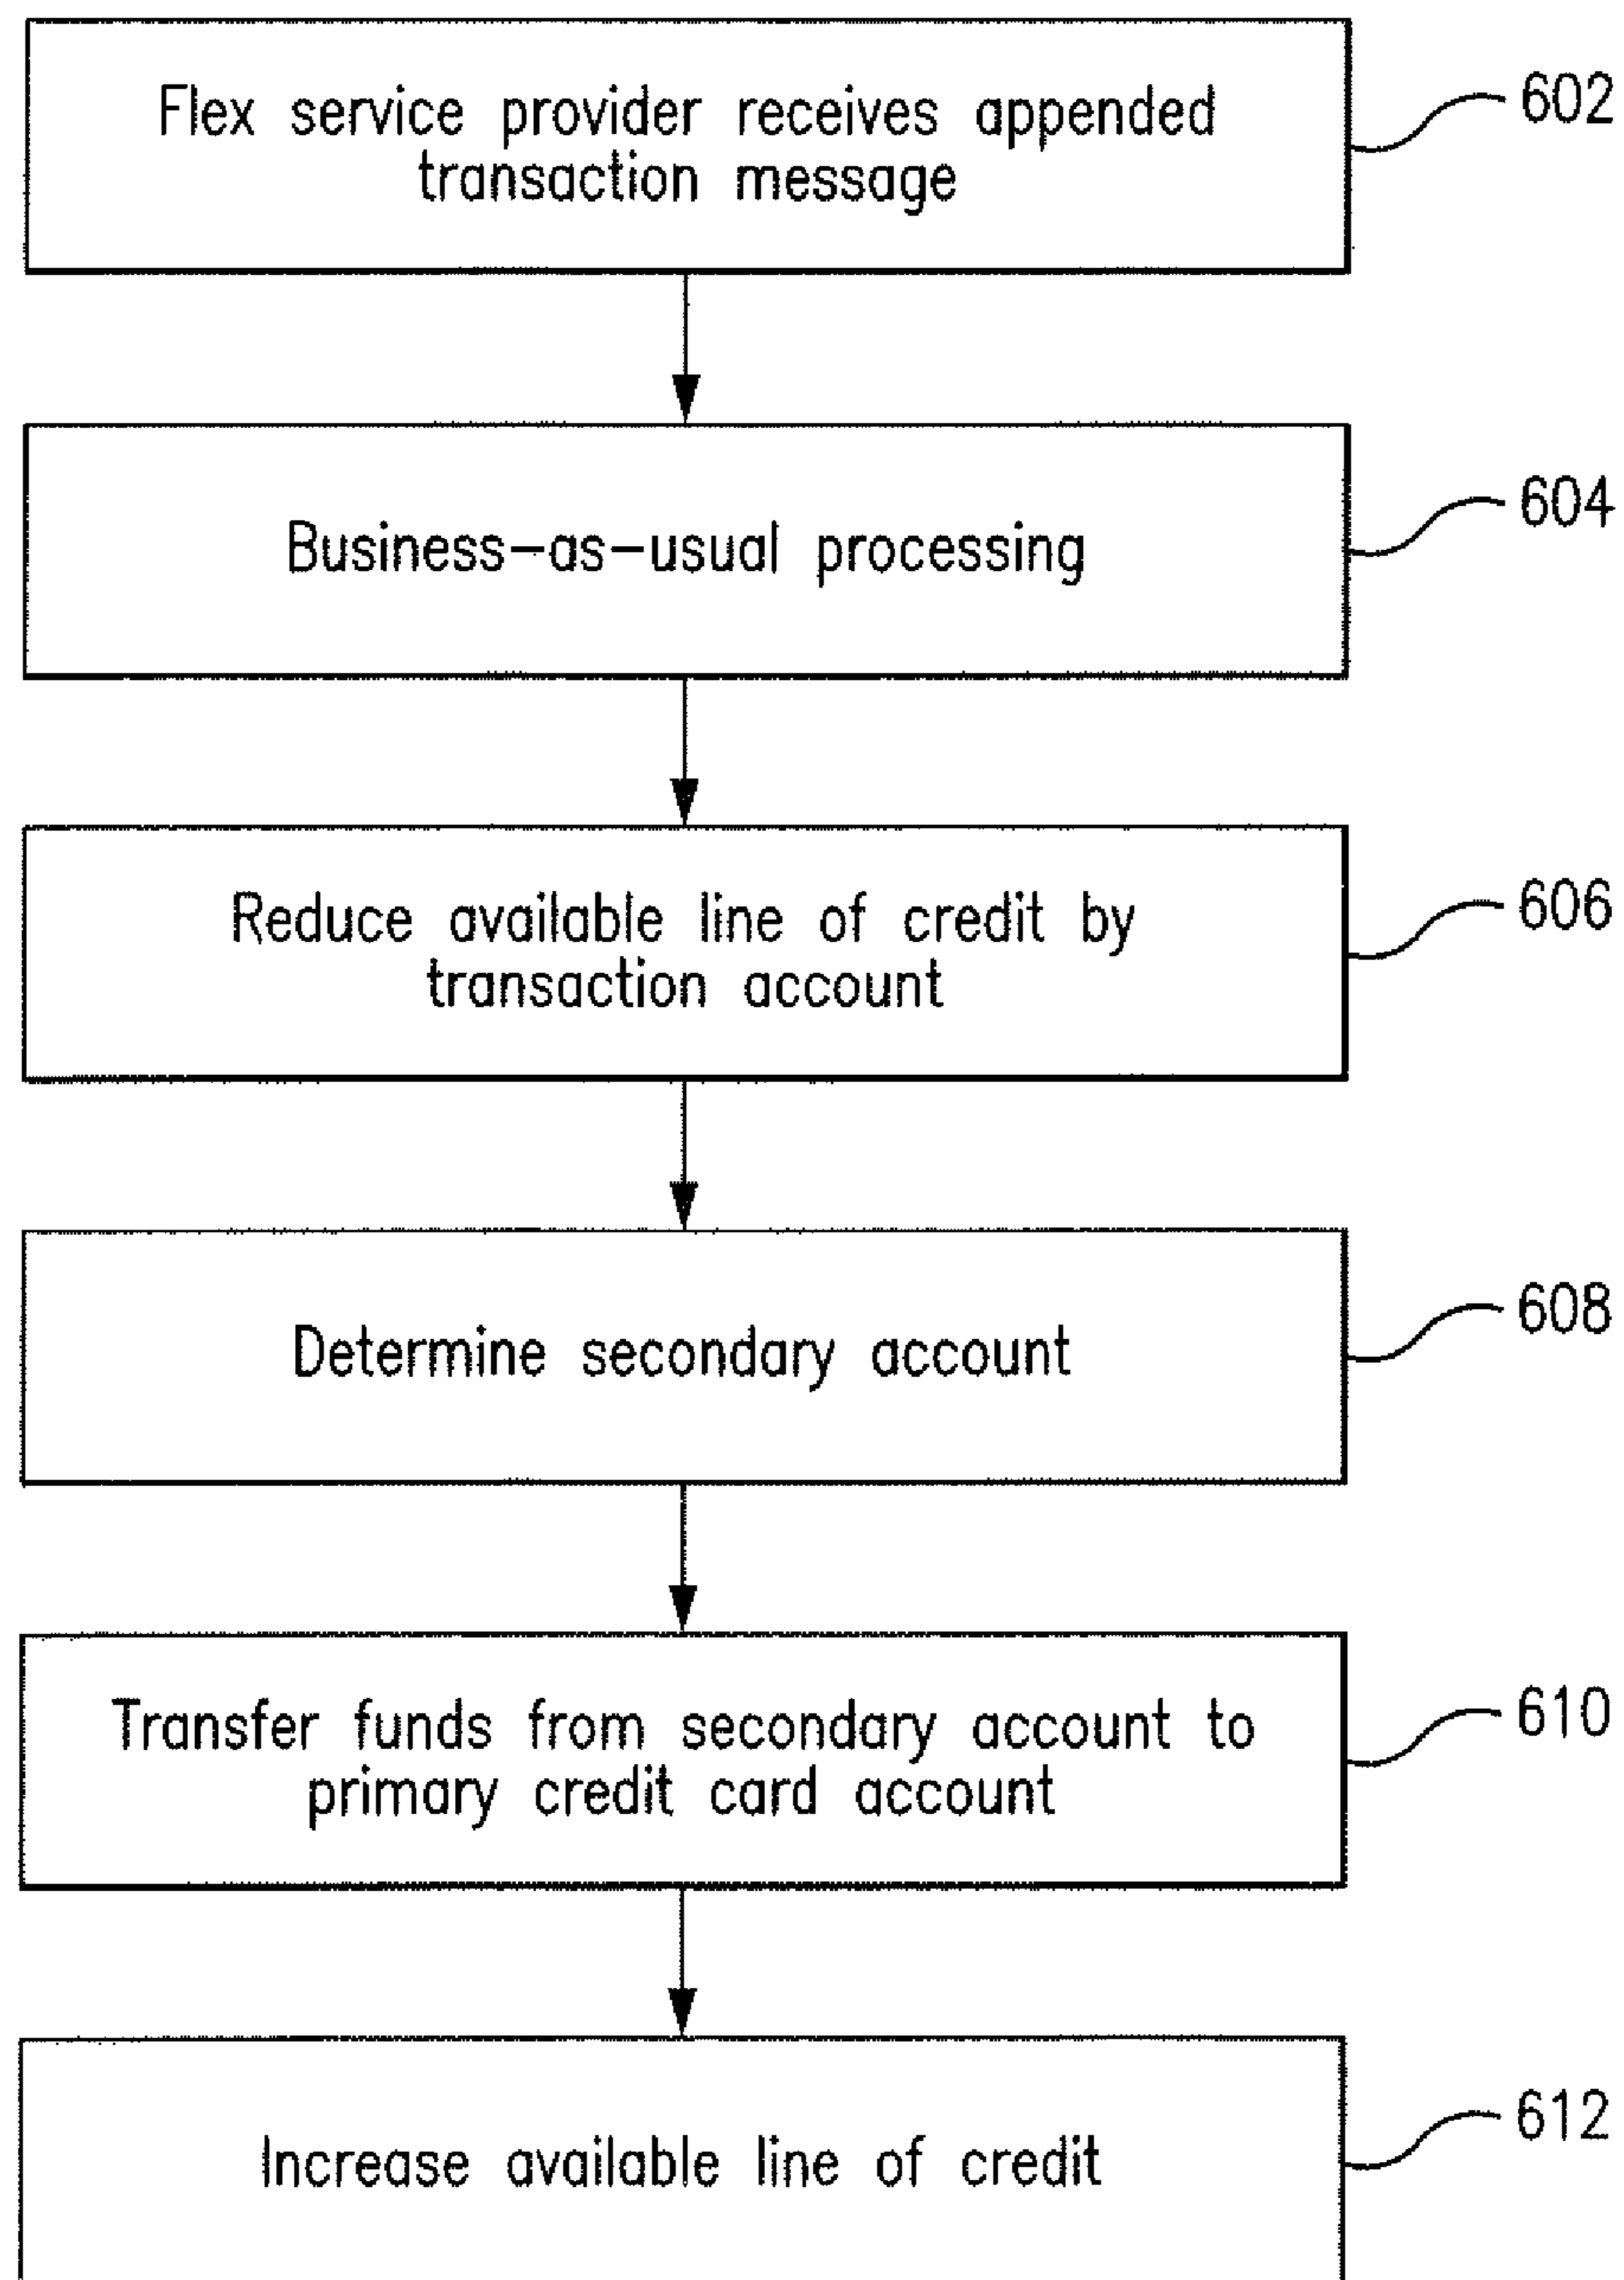 Flex service provider receives appended
transaction message
602
Business-as-usual processing
604
Reduce available line of credit by
transaction account
606
Determine secondary account
608
Transfer funds from secondary account to
primary credit card account
610
Increase available line of credit
612